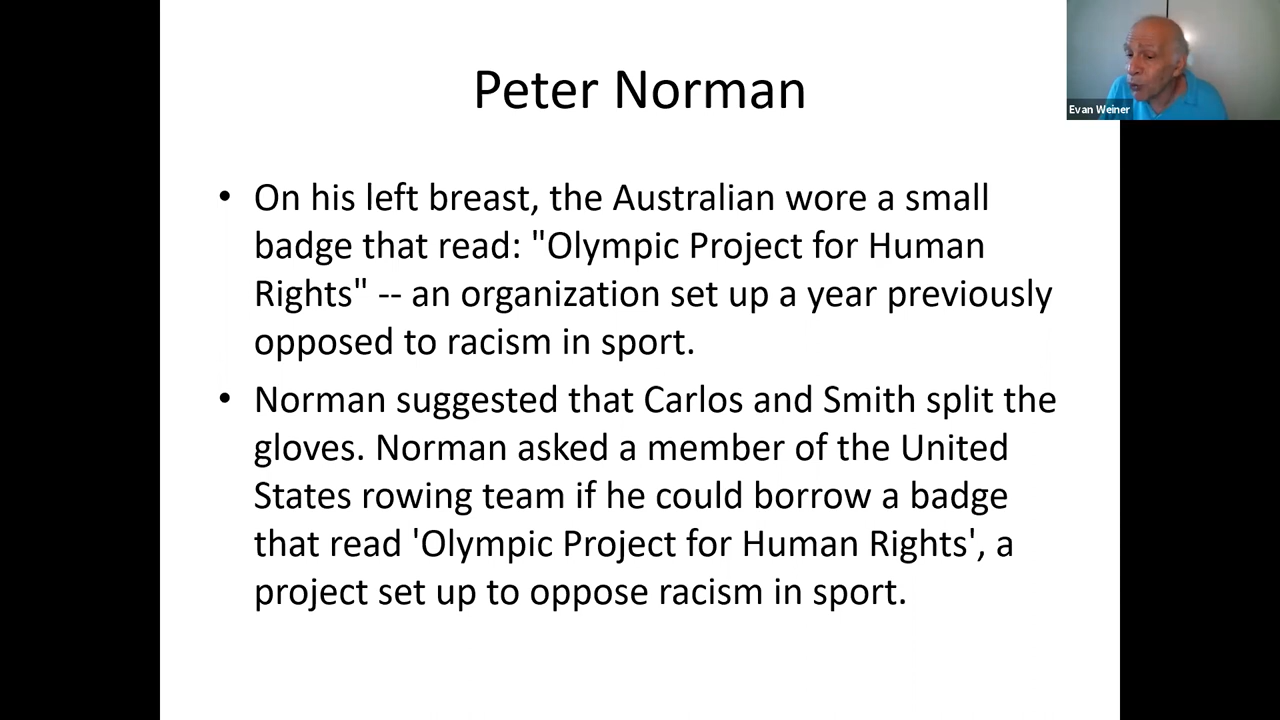 Peter Norman
Evan Weiner
• On his left breast, the Australian wore a small
badge that read: "Olympic Project for Human
Rights" -- an organization set up a year previously
opposed to racism in sport.
• Norman suggested that Carlos and Smith split the
gloves. Norman asked a member of the United
States rowing team if he could borrow a badge
that read 'Olympic Project for Human Rights', a
project set up to oppose racism in sport.